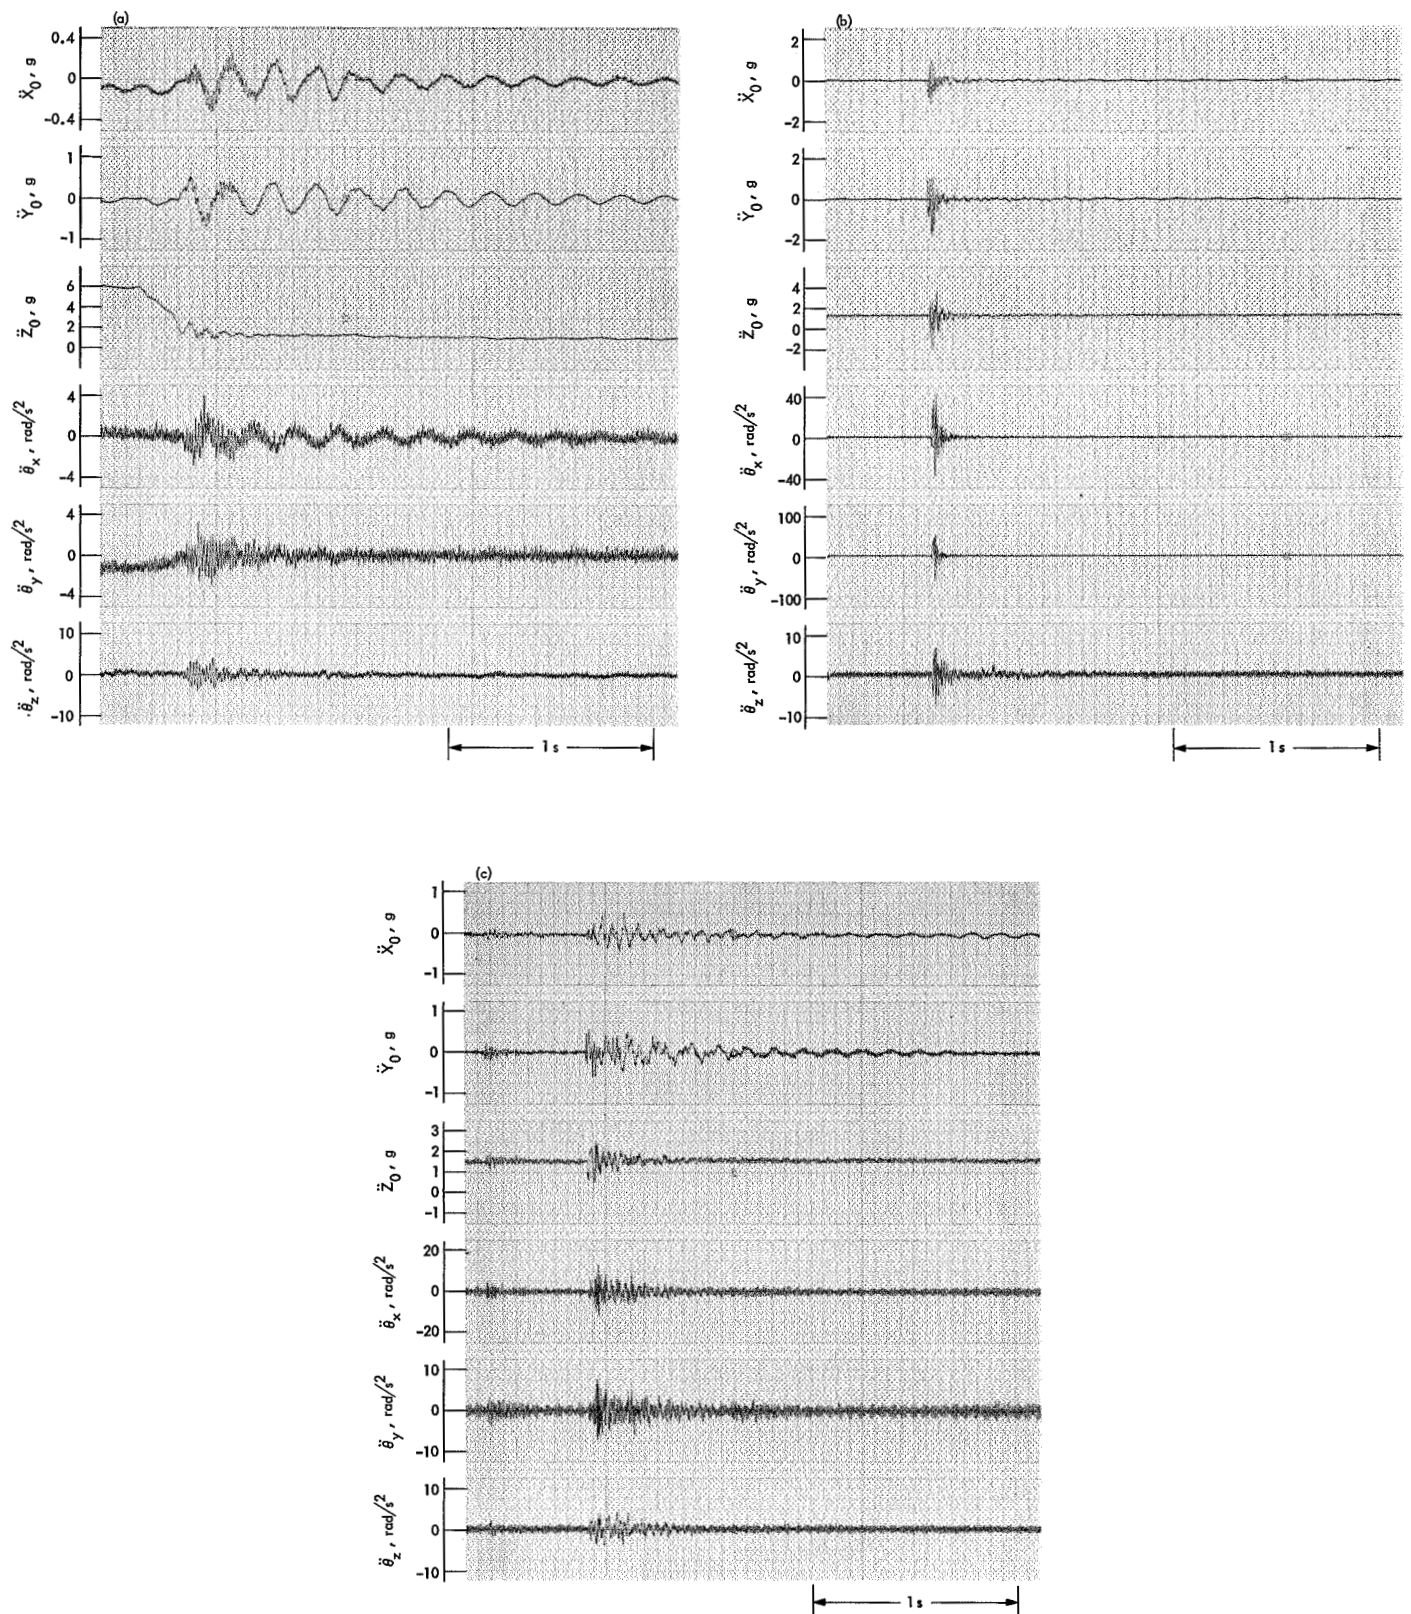 (a)
0.4
0
-0.4
Ẍ₀, g
1
0
-1
Ÿ₀, g
6
4
2
0
Z̈₀, g
4
0
-4
θ̈ₓ, rad/s²
4
0
-4
θ̈y, rad/s²
10
0
-10
θ̈z, rad/s²
1 s
(b)
2
0
-2
Ẍ₀, g
2
0
-2
Ÿ₀, g
4
2
0
-2
Z̈₀, g
40
0
-40
θ̈ₓ, rad/s²
100
0
-100
θ̈y, rad/s²
10
0
-10
θ̈z, rad/s²
1 s
(c)
1
0
-1
Ẍ₀, g
1
0
-1
Ÿ₀, g
3
2
1
0
-1
Z̈₀, g
20
0
-20
θ̈ₓ, rad/s²
10
0
-10
θ̈y, rad/s²
10
0
-10
θ̈z, rad/s²
1 s